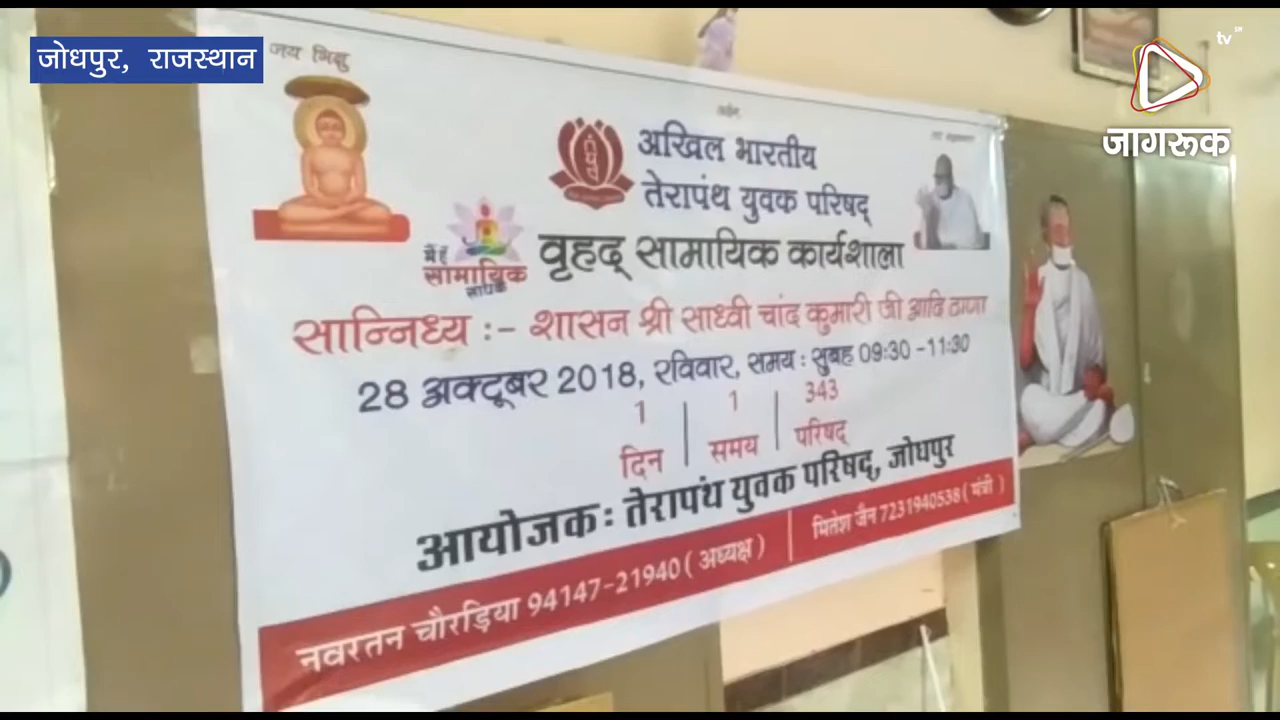 जोधपुर, राजस्थान
tv
जागरूक
जय भिक्षु
अखिल भारतीय
तेरापंथ युवक परिषद्
मैं हूँ
सामायिक
साधक
वृहद् सामायिक कार्यशाला
सान्निध्य :- शासन श्री साध्वी चांद कुमारी जी आदि ठाणा
28 अक्टूबर 2018, रविवार, समय : सुबह 09:30 -11:30
1 | 1 | 343
दिन | समय | परिषद्
आयोजक: तेरापंथ युवक परिषद्, जोधपुर
नवरतन चौरड़िया 94147-21940 ( अध्यक्ष ) | मितेश जैन 7231940538 ( मंत्री )